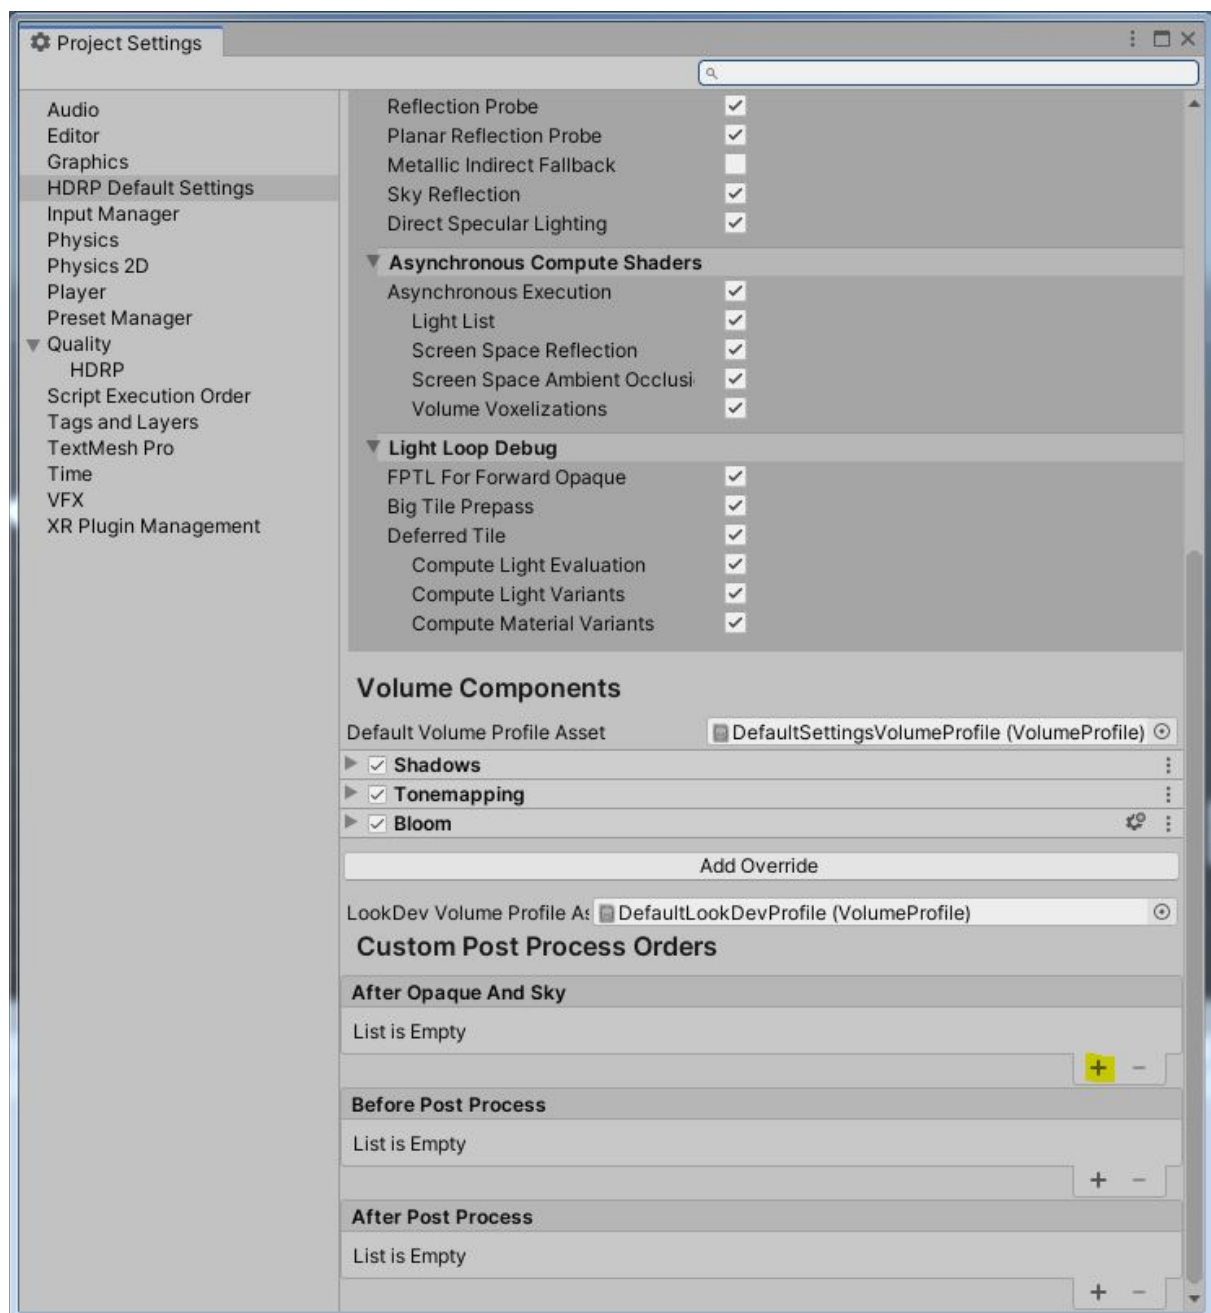 Project Settings
Audio
Editor
Graphics
HDRP Default Settings
Input Manager
Physics
Physics 2D
Player
Preset Manager
Quality
HDRP
Script Execution Order
Tags and Layers
TextMesh Pro
Time
VFX
XR Plugin Management
Reflection Probe
Planar Reflection Probe
Metallic Indirect Fallback
Sky Reflection
Direct Specular Lighting
Asynchronous Compute Shaders
Asynchronous Execution
Light List
Screen Space Reflection
Screen Space Ambient Occlusi
Volume Voxelizations
Light Loop Debug
FPTL For Forward Opaque
Big Tile Prepass
Deferred Tile
Compute Light Evaluation
Compute Light Variants
Compute Material Variants
Volume Components
Default Volume Profile Asset DefaultSettingsVolumeProfile (VolumeProfile)
Shadows
Tonemapping
Bloom
Add Override
LookDev Volume Profile As DefaultLookDevProfile (VolumeProfile)
Custom Post Process Orders
After Opaque And Sky
List is Empty
+ −
Before Post Process
List is Empty
+ −
After Post Process
List is Empty
+ −